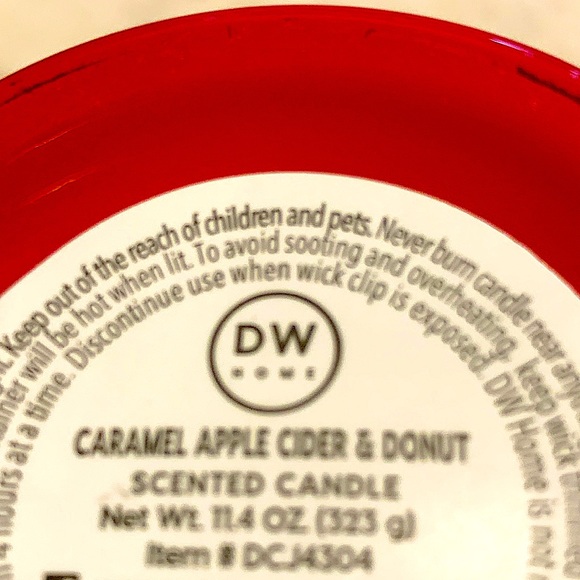 Keep out of the reach of children and pets. Never burn candle near any
will be hot when lit. To avoid sooting and overheating, keep wick
hours at a time. Discontinue use when wick clip is exposed. DW Home is not
DW
HOME
CARAMEL APPLE CIDER & DONUT
SCENTED CANDLE
Net Wt. 11.4 OZ. (323 g)
Item # DCJ4304